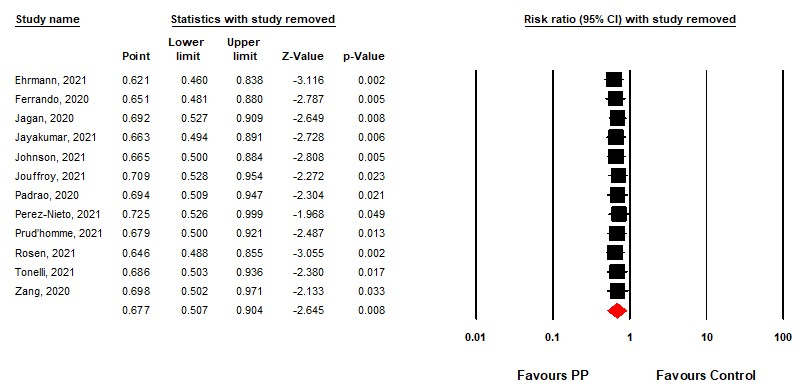 Study name Statistics with study removed Risk ratio (95% CI) with study removed
Lower Upper
Point limit limit Z-Value p-Value
Ehrmann, 2021 0.621 0.460 0.838 -3.116 0.002
Ferrando, 2020 0.651 0.481 0.880 -2.787 0.005
Jagan, 2020 0.692 0.527 0.909 -2.649 0.008
Jayakumar, 2021 0.663 0.494 0.891 -2.728 0.006
Johnson, 2021 0.665 0.500 0.884 -2.808 0.005
Jouffroy, 2021 0.709 0.528 0.954 -2.272 0.023
Padrao, 2020 0.694 0.509 0.947 -2.304 0.021
Perez-Nieto, 2021 0.725 0.526 0.999 -1.968 0.049
Prud'homme, 2021 0.679 0.500 0.921 -2.487 0.013
Rosen, 2021 0.646 0.488 0.855 -3.055 0.002
Tonelli, 2021 0.686 0.503 0.936 -2.380 0.017
Zang, 2020 0.698 0.502 0.971 -2.133 0.033
0.677 0.507 0.904 -2.645 0.008
0.01 0.1 1 10 100
Favours PP Favours Control